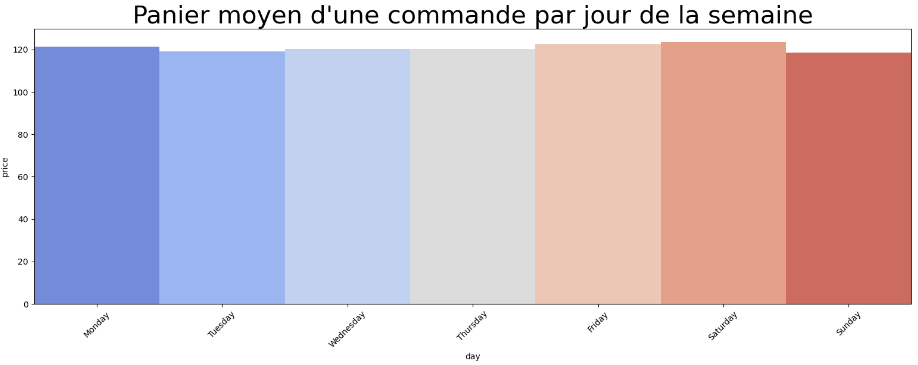 Panier moyen d'une commande par jour de la semaine
120
100
80
60
40
20
0
price
Monday
Tuesday
Wednesday
Thursday
Friday
Saturday
Sunday
day